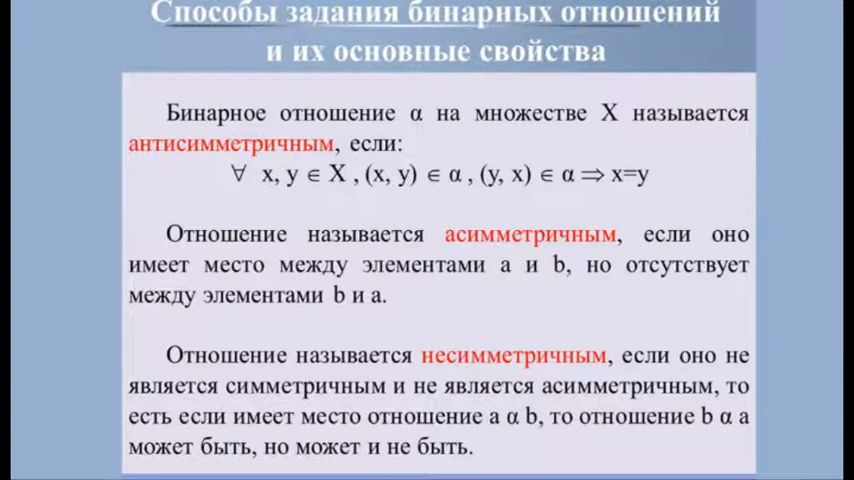 Способы задания бинарных отношений
и их основные свойства
Бинарное отношение α на множестве X называется
антисимметричным, если:
∀ x, y ∈ X , (x, y) ∈ α , (y, x) ∈ α ⇒ x=y
Отношение называется асимметричным, если оно
имеет место между элементами a и b, но отсутствует
между элементами b и a.
Отношение называется несимметричным, если оно не
является симметричным и не является асимметричным, то
есть если имеет место отношение a α b, то отношение b α a
может быть, но может и не быть.